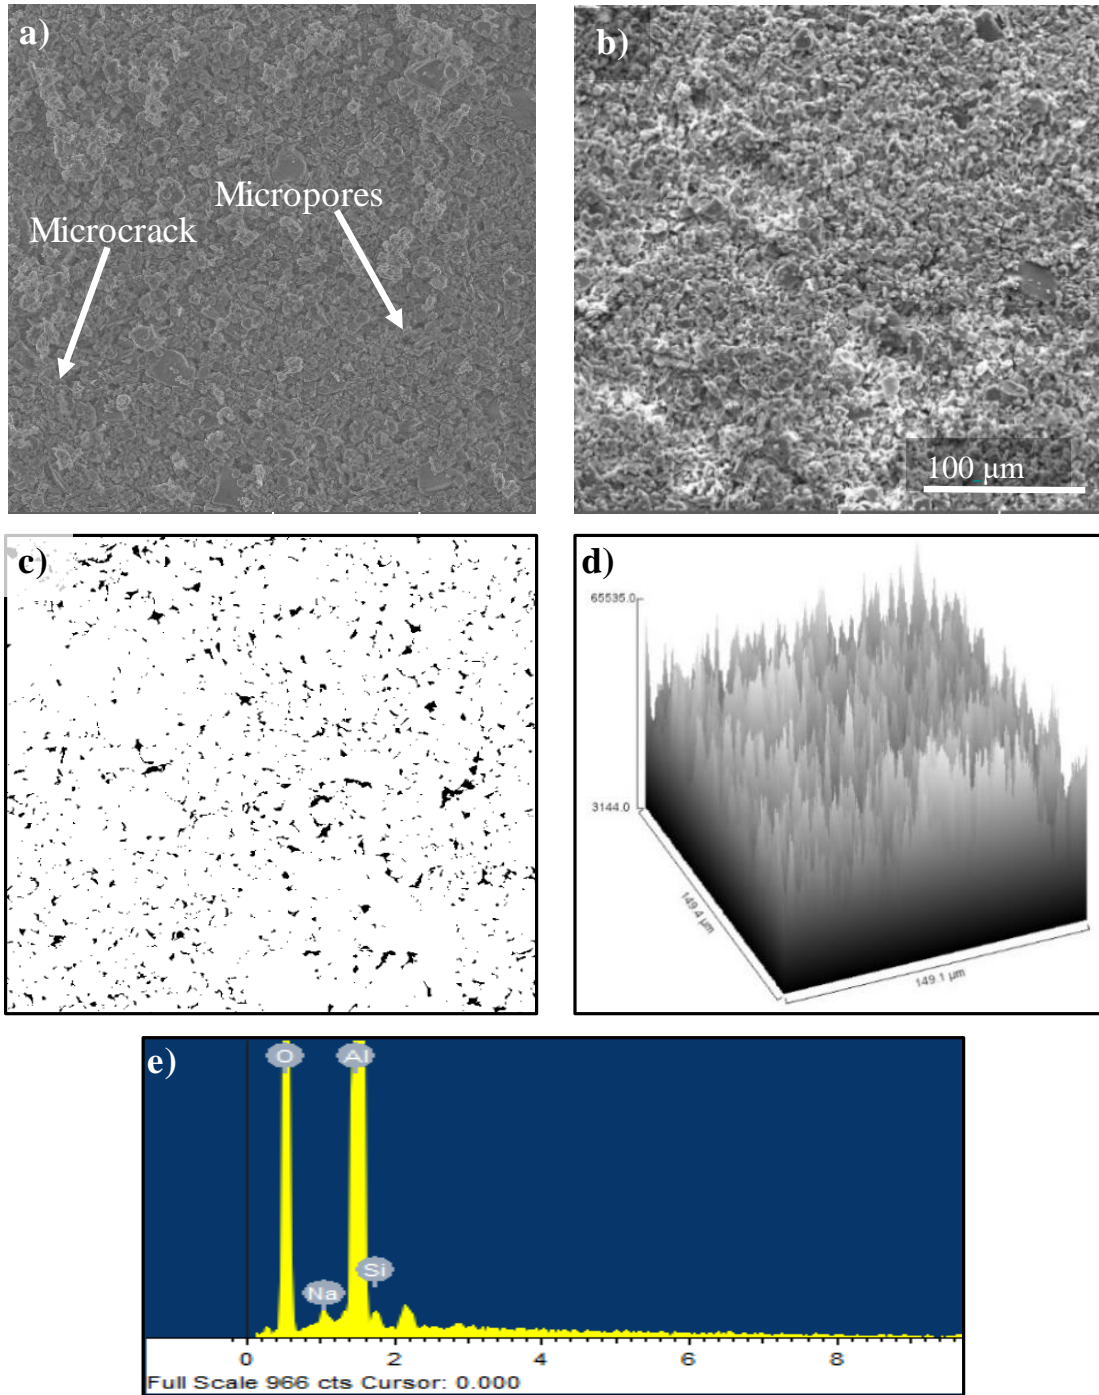 a)
Micropores
Microcrack
b)
100 µm
c)
d)
65535.0
3144.0
149.4 µm
149.1 µm
e)
O
Al
Na
Si
0 2 4 6 8
Full Scale 966 cts Cursor: 0.000